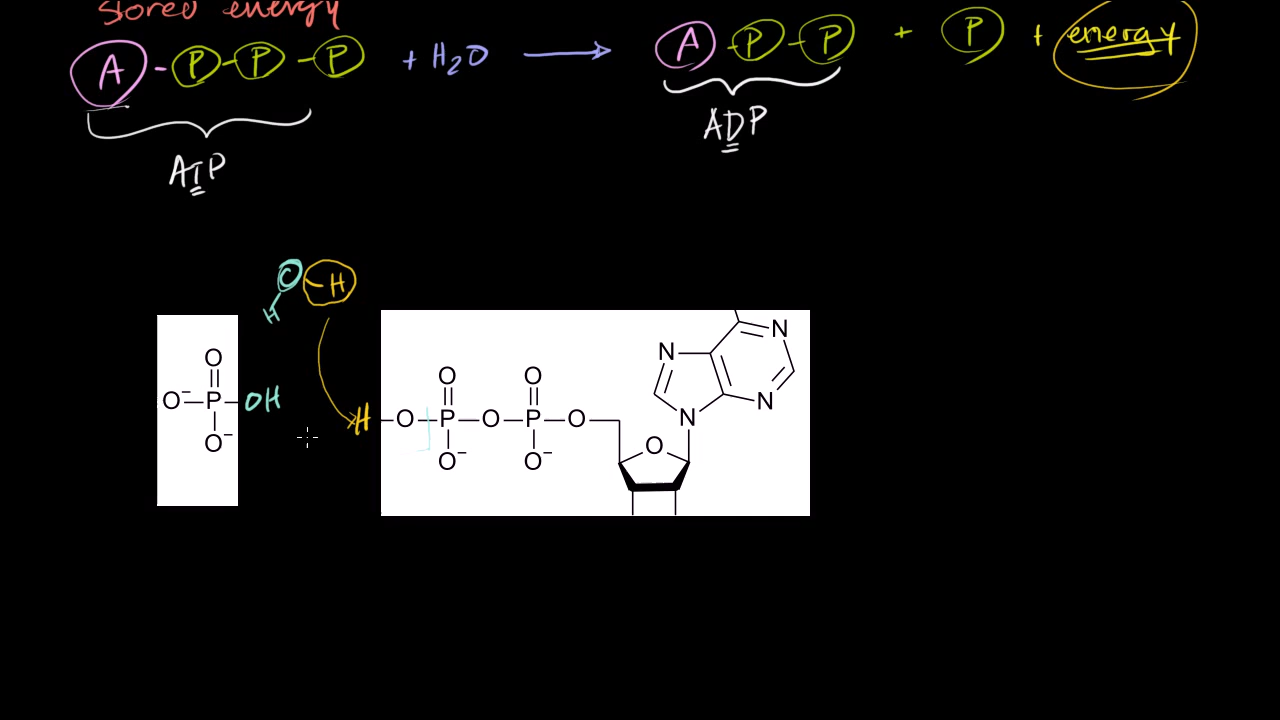 stored energy
A - P - P - P + H2O → A - P - P + P + energy
ATP
ADP
O - H
H
O
O⁻ P OH
O⁻
H O P O P O
O O
O⁻ O⁻
O
N N
N N